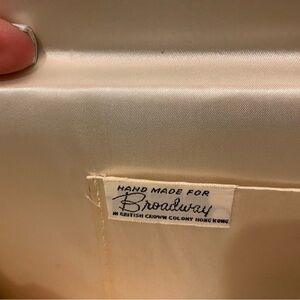 HAND MADE FOR
Broadway
IN BRITISH CROWN COLONY HONG KONG